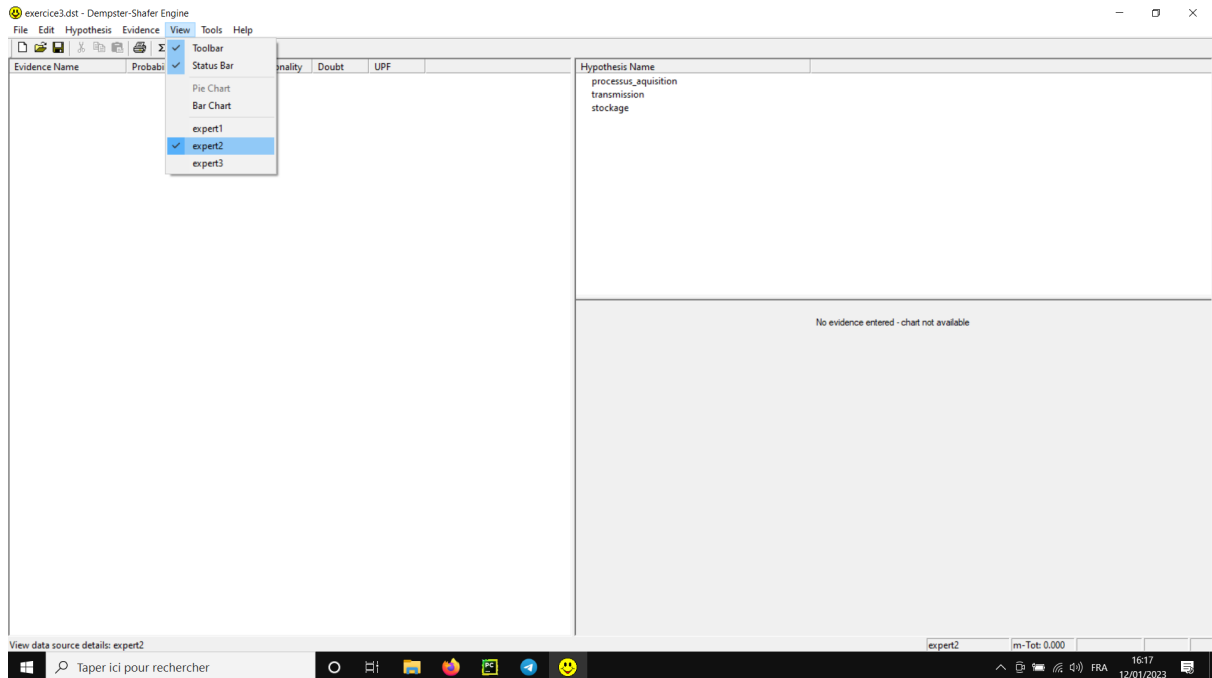 exercice3.dst - Dempster-Shafer Engine
File Edit Hypothesis Evidence View Tools Help
Toolbar
Status Bar
Pie Chart
Bar Chart
expert1
expert2
expert3
Evidence Name Doubt UPF
Hypothesis Name
processus_aquisition
transmission
stockage
No evidence entered - chart not available
View data source details: expert2
expert2 m-Tot: 0.000
Taper ici pour rechercher
FRA
16:17
12/01/2023